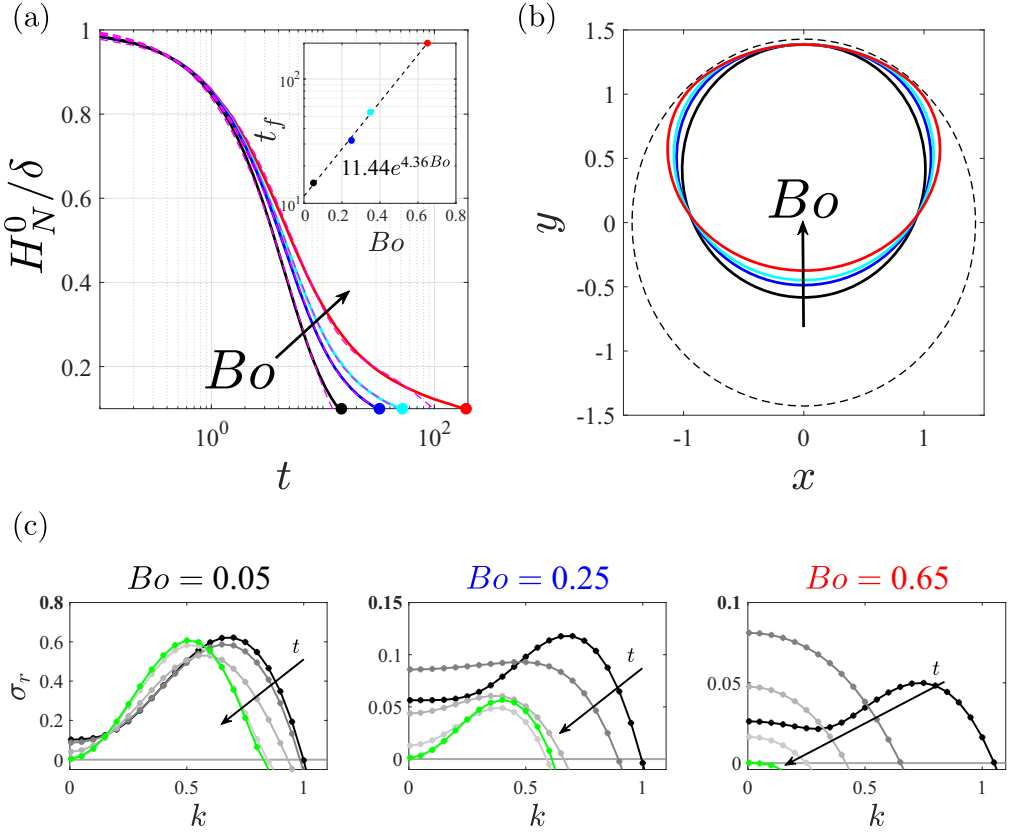 (a)
H_N^0/δ
1
0.8
0.6
0.4
0.2
10^0
10^2
t
Bo
t_f
10^2
10^1
0
0.2
0.4
0.6
0.8
Bo
11.44e^{4.36Bo}
(b)
y
1.5
1
0.5
0
-0.5
-1
-1.5
-1
0
1
x
Bo
(c)
Bo = 0.05
σ_r
0.8
0.6
0.4
0.2
0
0
0.5
1
k
t
Bo = 0.25
0.15
0.1
0.05
0
0
0.5
1
k
t
Bo = 0.65
0.1
0.05
0
0
0.5
1
k
t